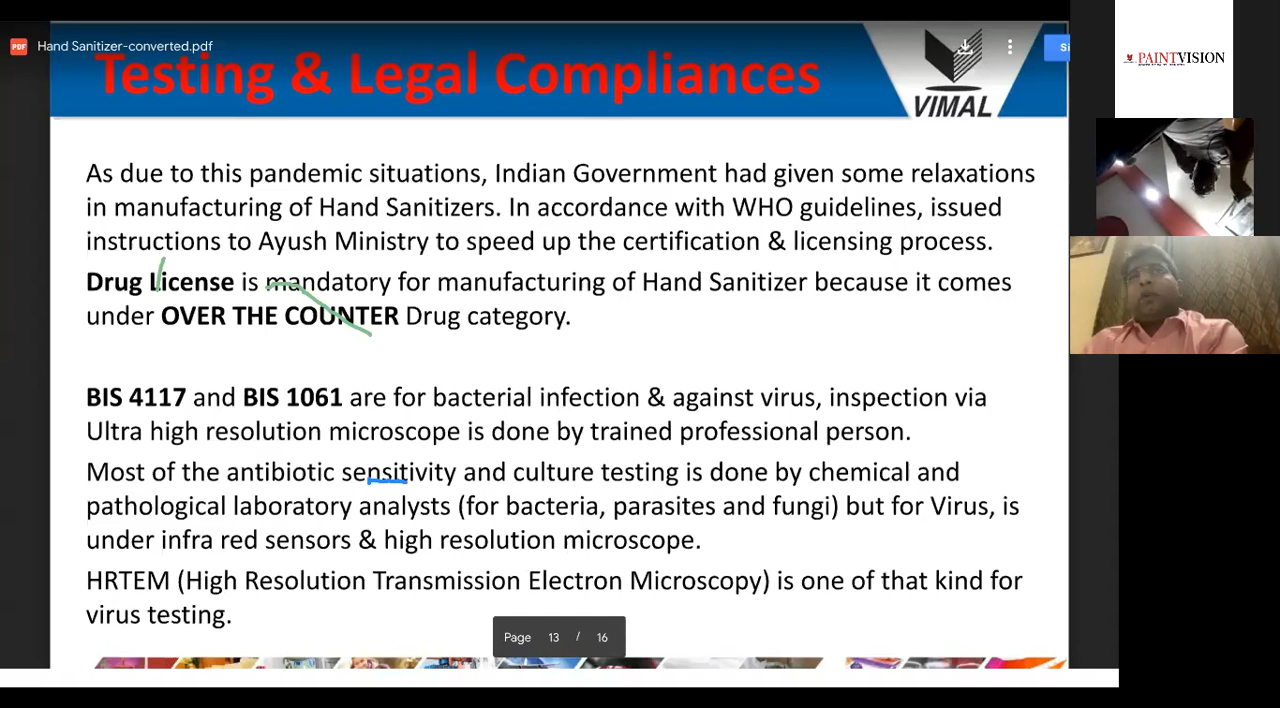 PDF Hand Sanitizer-converted.pdf
Si
Testing & Legal Compliances
VIMAL
PAINTVISION
As due to this pandemic situations, Indian Government had given some relaxations
in manufacturing of Hand Sanitizers. In accordance with WHO guidelines, issued
instructions to Ayush Ministry to speed up the certification & licensing process.
Drug License is mandatory for manufacturing of Hand Sanitizer because it comes
under OVER THE COUNTER Drug category.
BIS 4117 and BIS 1061 are for bacterial infection & against virus, inspection via
Ultra high resolution microscope is done by trained professional person.
Most of the antibiotic sensitivity and culture testing is done by chemical and
pathological laboratory analysts (for bacteria, parasites and fungi) but for Virus, is
under infra red sensors & high resolution microscope.
HRTEM (High Resolution Transmission Electron Microscopy) is one of that kind for
virus testing.
Page 13 / 16